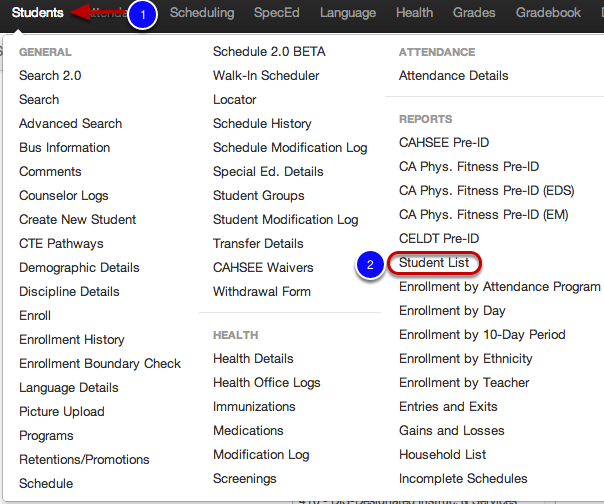 Students Attenda 1 Scheduling SpecEd Language Health Grades Gradebook
GENERAL
Search 2.0
Search
Advanced Search
Bus Information
Comments
Counselor Logs
Create New Student
CTE Pathways
Demographic Details
Discipline Details
Enroll
Enrollment History
Enrollment Boundary Check
Language Details
Picture Upload
Programs
Retentions/Promotions
Schedule
Schedule 2.0 BETA
Walk-In Scheduler
Locator
Schedule History
Schedule Modification Log
Special Ed. Details
Student Groups
Student Modification Log
Transfer Details
CAHSEE Waivers
Withdrawal Form
HEALTH
Health Details
Health Office Logs
Immunizations
Medications
Modification Log
Screenings
ATTENDANCE
Attendance Details
REPORTS
CAHSEE Pre-ID
CA Phys. Fitness Pre-ID
CA Phys. Fitness Pre-ID (EDS)
CA Phys. Fitness Pre-ID (EM)
CELDT Pre-ID
2 Student List
Enrollment by Attendance Program
Enrollment by Day
Enrollment by 10-Day Period
Enrollment by Ethnicity
Enrollment by Teacher
Entries and Exits
Gains and Losses
Household List
Incomplete Schedules